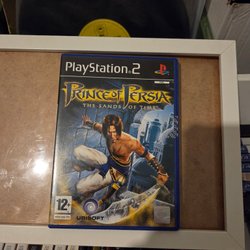 PlayStation 2
Prince of Persia
THE SANDS OF TIME
12+
UBISOFT